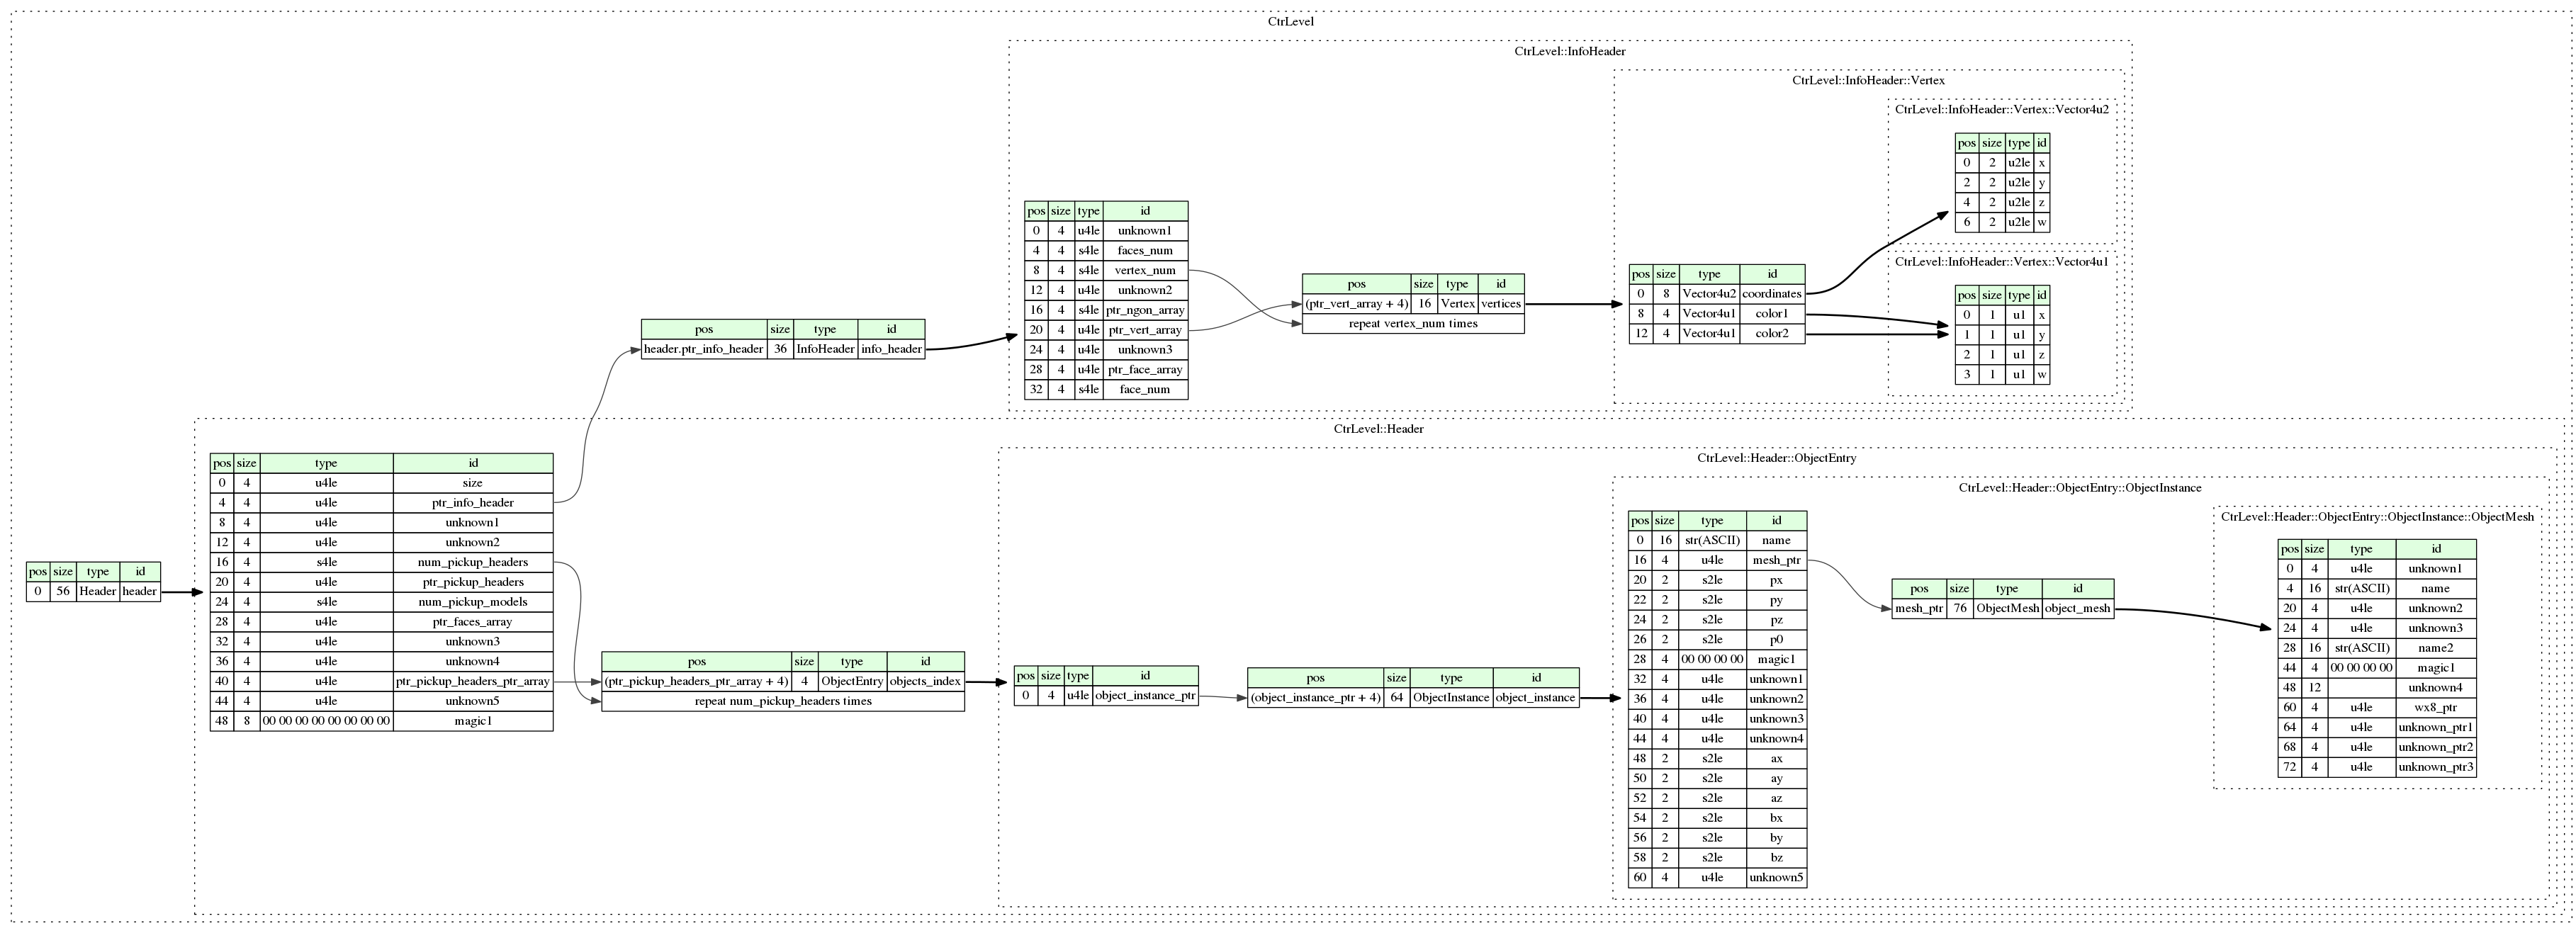 CtrLevel
CtrLevel::InfoHeader
CtrLevel::InfoHeader::Vertex
CtrLevel::InfoHeader::Vertex::Vector4u2
pos size type id
0 2 u2le x
2 2 u2le y
4 2 u2le z
6 2 u2le w
CtrLevel::InfoHeader::Vertex::Vector4u1
pos size type id
0 1 u1 x
1 1 u1 y
2 1 u1 z
3 1 u1 w
pos size type id
0 8 Vector4u2 coordinates
8 4 Vector4u1 color1
12 4 Vector4u1 color2
pos size type id
0 4 u4le unknown1
4 4 s4le faces_num
8 4 s4le vertex_num
12 4 u4le unknown2
16 4 s4le ptr_ngon_array
20 4 u4le ptr_vert_array
24 4 u4le unknown3
28 4 u4le ptr_face_array
32 4 s4le face_num
pos size type id
(ptr_vert_array + 4) 16 Vertex vertices
repeat vertex_num times
pos size type id
header.ptr_info_header 36 InfoHeader info_header
CtrLevel::Header
pos size type id
0 4 u4le size
4 4 u4le ptr_info_header
8 4 u4le unknown1
12 4 u4le unknown2
16 4 s4le num_pickup_headers
20 4 u4le ptr_pickup_headers
24 4 s4le num_pickup_models
28 4 u4le ptr_faces_array
32 4 u4le unknown3
36 4 u4le unknown4
40 4 u4le ptr_pickup_headers_ptr_array
44 4 u4le unknown5
48 8 00 00 00 00 00 00 00 00 magic1
pos size type id
0 56 Header header
pos size type id
(ptr_pickup_headers_ptr_array + 4) 4 ObjectEntry objects_index
repeat num_pickup_headers times
CtrLevel::Header::ObjectEntry
pos size type id
0 4 u4le object_instance_ptr
pos size type id
(object_instance_ptr + 4) 64 ObjectInstance object_instance
CtrLevel::Header::ObjectEntry::ObjectInstance
pos size type id
0 16 str(ASCII) name
16 4 u4le mesh_ptr
20 2 s2le px
22 2 s2le py
24 2 s2le pz
26 2 s2le p0
28 4 00 00 00 00 magic1
32 4 u4le unknown1
36 4 u4le unknown2
40 4 u4le unknown3
44 4 u4le unknown4
48 2 s2le ax
50 2 s2le ay
52 2 s2le az
54 2 s2le bx
56 2 s2le by
58 2 s2le bz
60 4 u4le unknown5
pos size type id
mesh_ptr 76 ObjectMesh object_mesh
CtrLevel::Header::ObjectEntry::ObjectInstance::ObjectMesh
pos size type id
0 4 u4le unknown1
4 16 str(ASCII) name
20 4 u4le unknown2
24 4 u4le unknown3
28 16 str(ASCII) name2
44 4 00 00 00 00 magic1
48 12 unknown4
60 4 u4le wx8_ptr
64 4 u4le unknown_ptr1
68 4 u4le unknown_ptr2
72 4 u4le unknown_ptr3